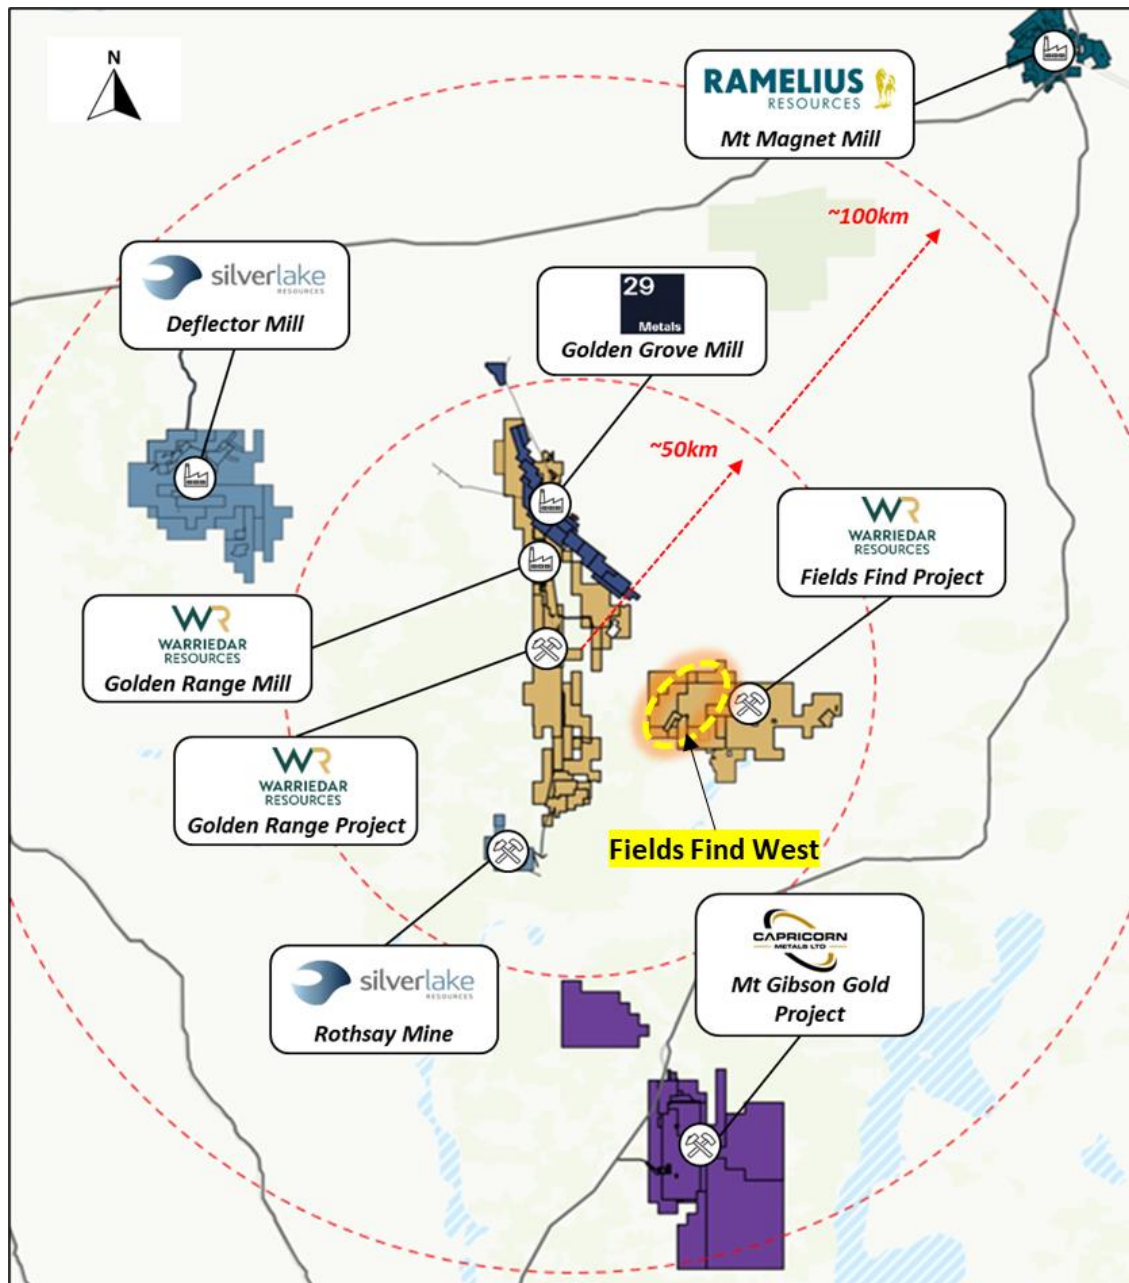 N
RAMELIUS
RESOURCES
Mt Magnet Mill
~100km
silverlake
RESOURCES
Deflector Mill
29
Metals
Golden Grove Mill
~50km
WR
WARRIEDAR
RESOURCES
Fields Find Project
WR
WARRIEDAR
RESOURCES
Golden Range Mill
WR
WARRIEDAR
RESOURCES
Golden Range Project
Fields Find West
CAPRICORN
METALS LTD
Mt Gibson Gold
Project
silverlake
RESOURCES
Rothsay Mine